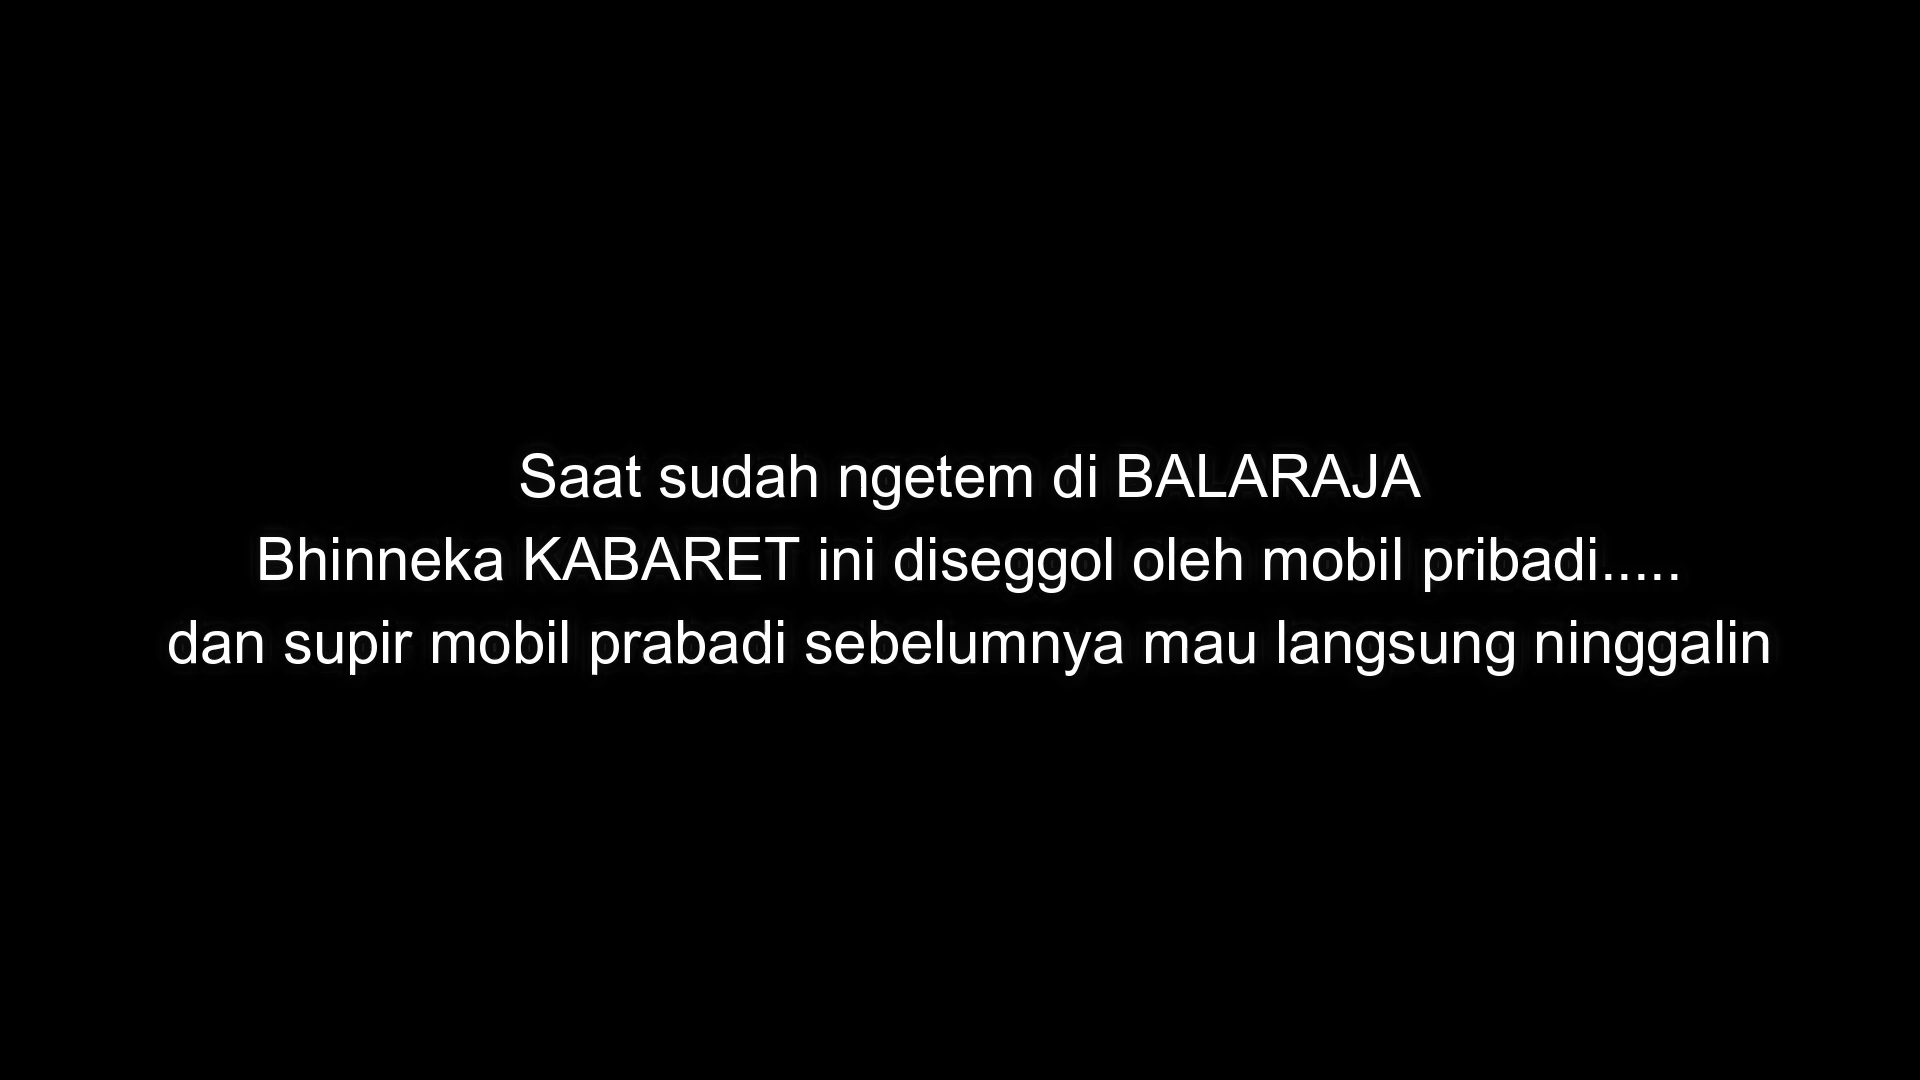 Saat sudah ngetem di BALARAJA
Bhinneka KABARET ini diseggol oleh mobil pribadi.....
dan supir mobil prabadi sebelumnya mau langsung ninggalin